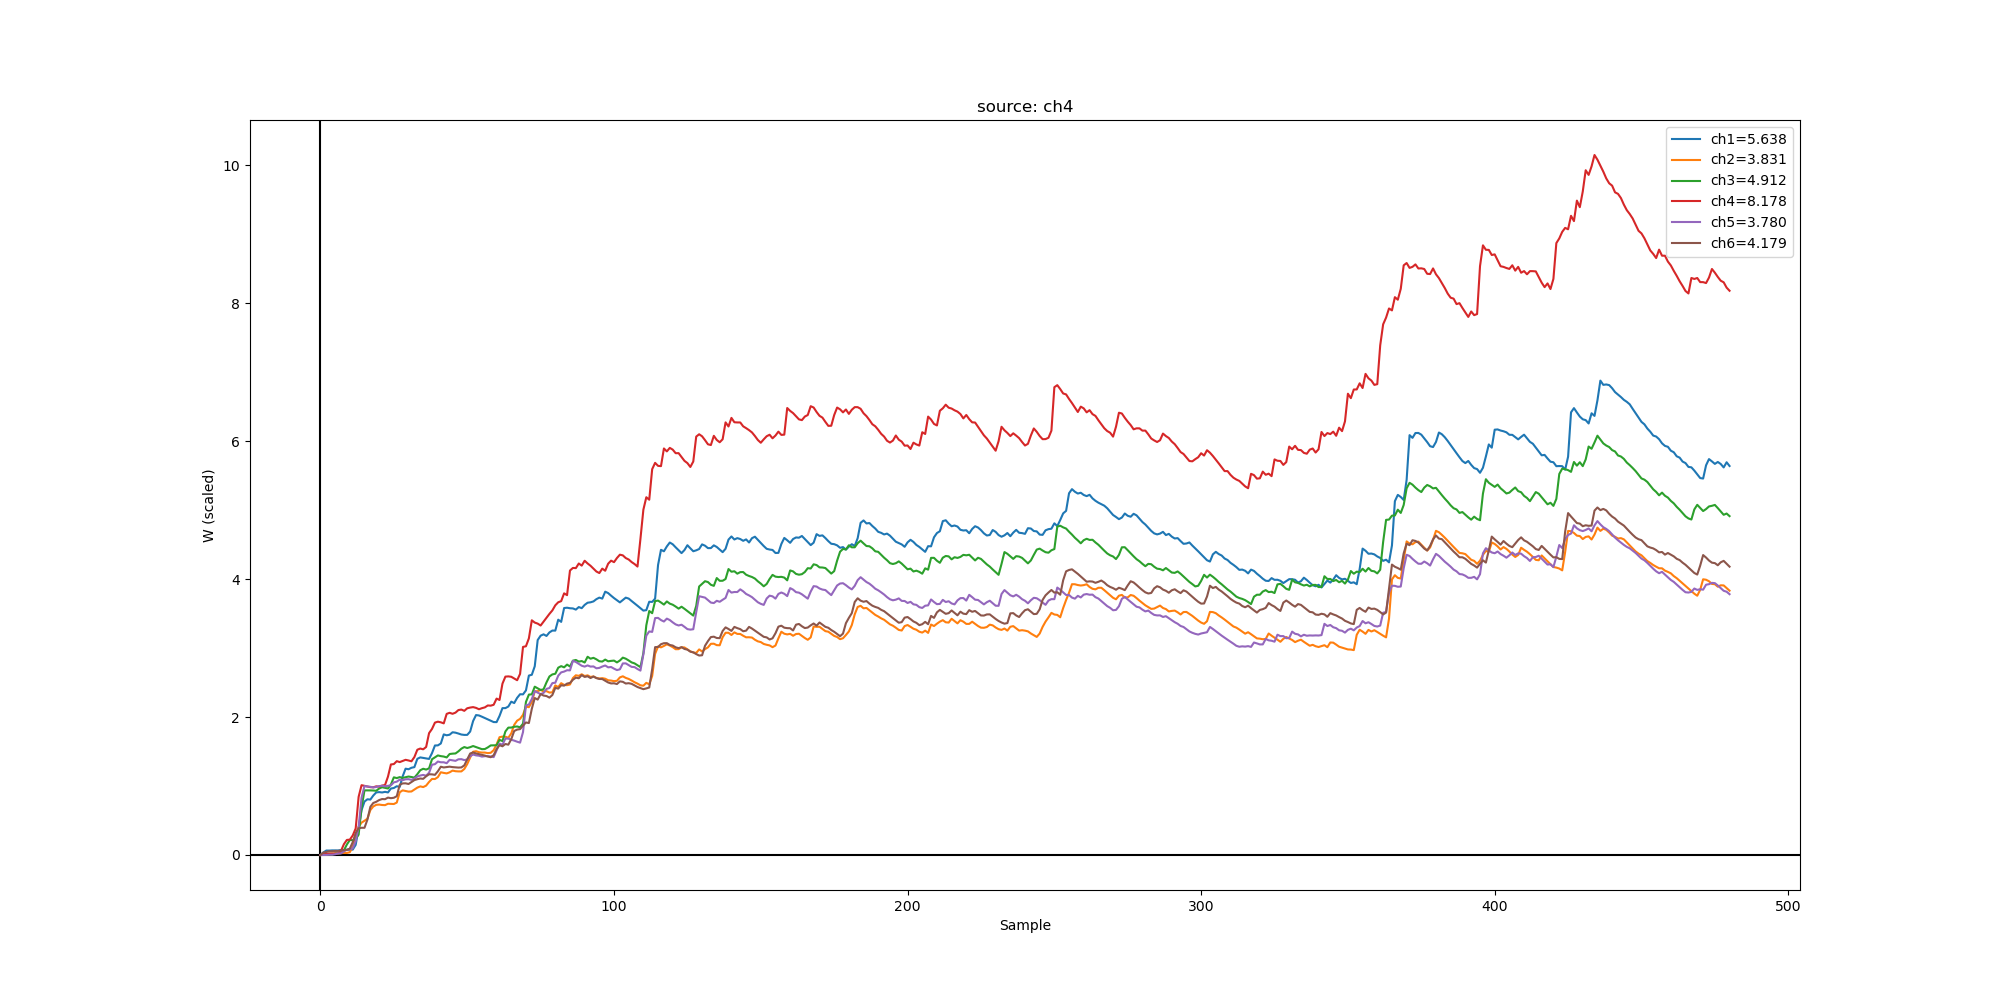 source: ch4
ch1=5.638
ch2=3.831
ch3=4.912
ch4=8.178
ch5=3.780
ch6=4.179
W (scaled)
10
8
6
4
2
0
0 100 200 300 400 500
Sample